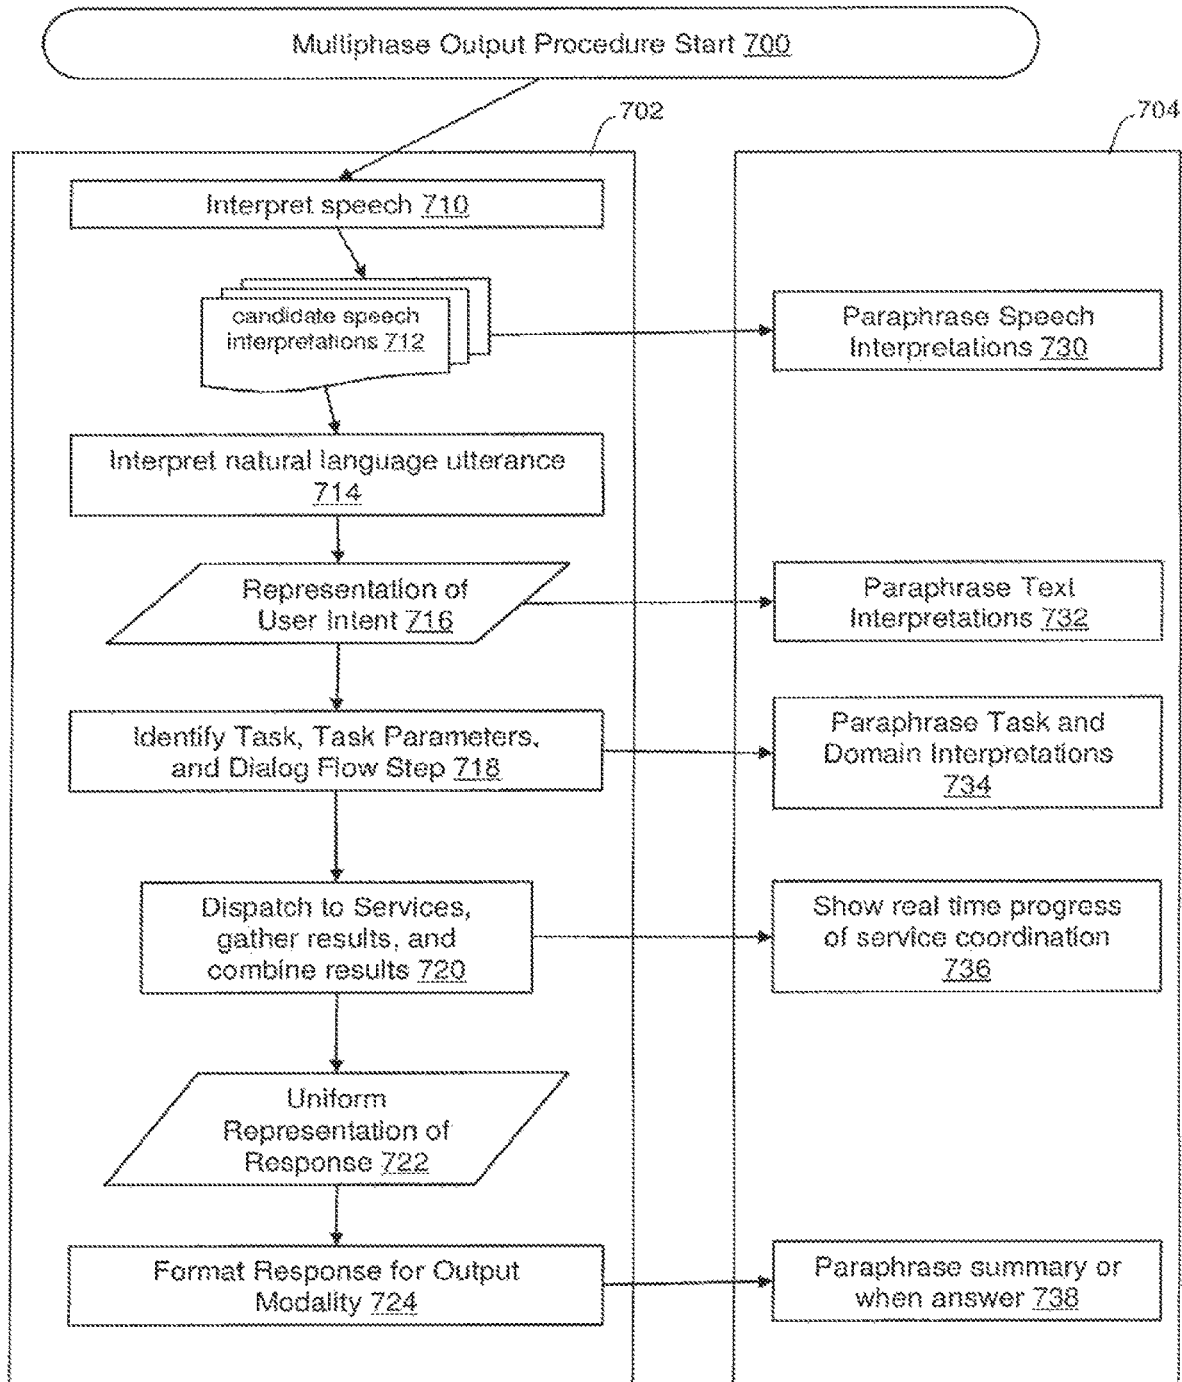 Multiphase Output Procedure Start 700
702
704
Interpret speech 710
candidate speech
interpretations 712
Paraphrase Speech
Interpretations 730
Interpret natural language utterance
714
Representation of
User Intent 716
Paraphrase Text
Interpretations 732
Identify Task, Task Parameters,
and Dialog Flow Step 718
Paraphrase Task and
Domain Interpretations
734
Dispatch to Services,
gather results, and
combine results 720
Show real time progress
of service coordination
736
Uniform
Representation of
Response 722
Format Response for Output
Modality 724
Paraphrase summary or
when answer 738